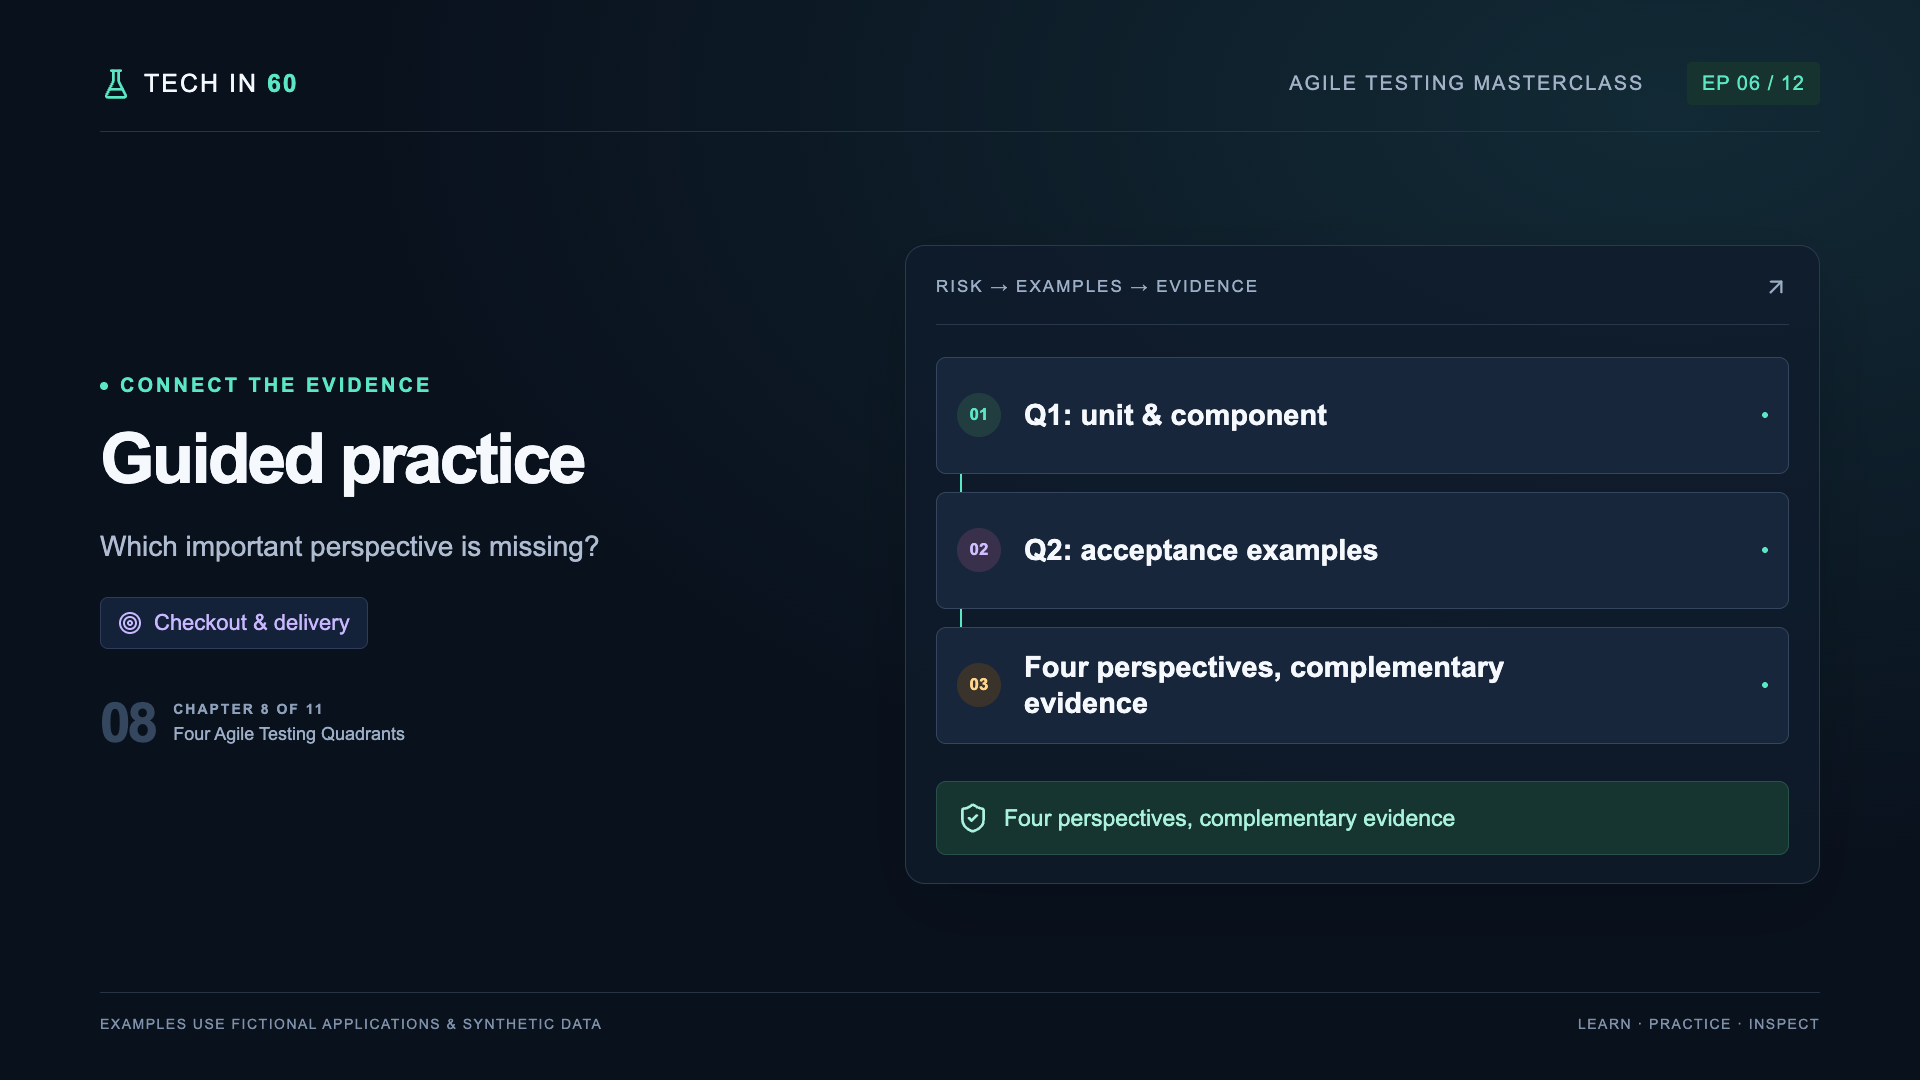 TECH IN 60
AGILE TESTING MASTERCLASS
EP 06 / 12
• CONNECT THE EVIDENCE
Guided practice
Which important perspective is missing?
Checkout & delivery
08
CHAPTER 8 OF 11
Four Agile Testing Quadrants
RISK → EXAMPLES → EVIDENCE
01
Q1: unit & component
02
Q2: acceptance examples
03
Four perspectives, complementary
evidence
Four perspectives, complementary evidence
EXAMPLES USE FICTIONAL APPLICATIONS & SYNTHETIC DATA
LEARN · PRACTICE · INSPECT